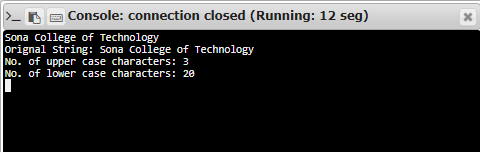 Console: connection closed (Running: 12 seg)
Sona College of Technology
Orignal String: Sona College of Technology
No. of upper case characters: 3
No. of lower case characters: 20